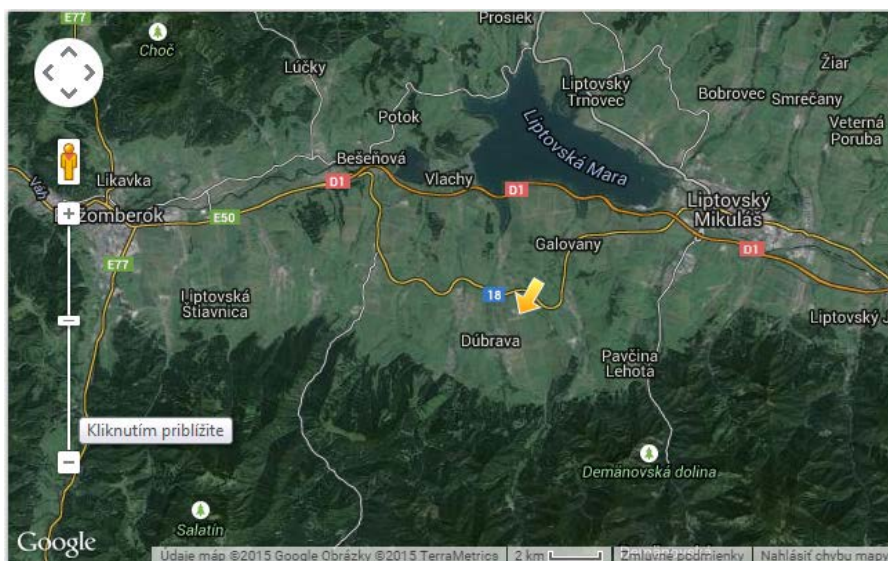 E77
Choč
Prosiek
Lúčky
Liptovský
Trnovec
Žiar
Bobrovec
Smrečany
Potok
Veterná
Poruba
Liptovská Mara
Bešeňová
Likavka
Váh
D1
Vlachy
D1
Liptovský
Mikuláš
E50
Galovany
D1
E77
Liptovská
Štiavnica
18
Liptovský J
Dúbrava
Pavčina
Lehota
Kliknutím priblížite
Demänovská dolina
Salatín
Google
Údaje máp ©2015 Google Obrázky ©2015 TerraMetrics
2 km
Zmluvné podmienky
Nahlásiť chybu mapy